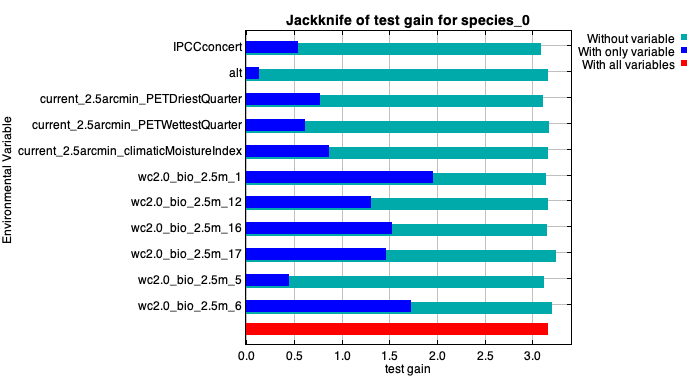 Jackknife of test gain for species_0
Without variable
With only variable
With all variables
Environmental Variable
IPCCconcert
alt
current_2.5arcmin_PETDriestQuarter
current_2.5arcmin_PETWettestQuarter
current_2.5arcmin_climaticMoistureIndex
wc2.0_bio_2.5m_1
wc2.0_bio_2.5m_12
wc2.0_bio_2.5m_16
wc2.0_bio_2.5m_17
wc2.0_bio_2.5m_5
wc2.0_bio_2.5m_6
0.0 0.5 1.0 1.5 2.0 2.5 3.0
test gain